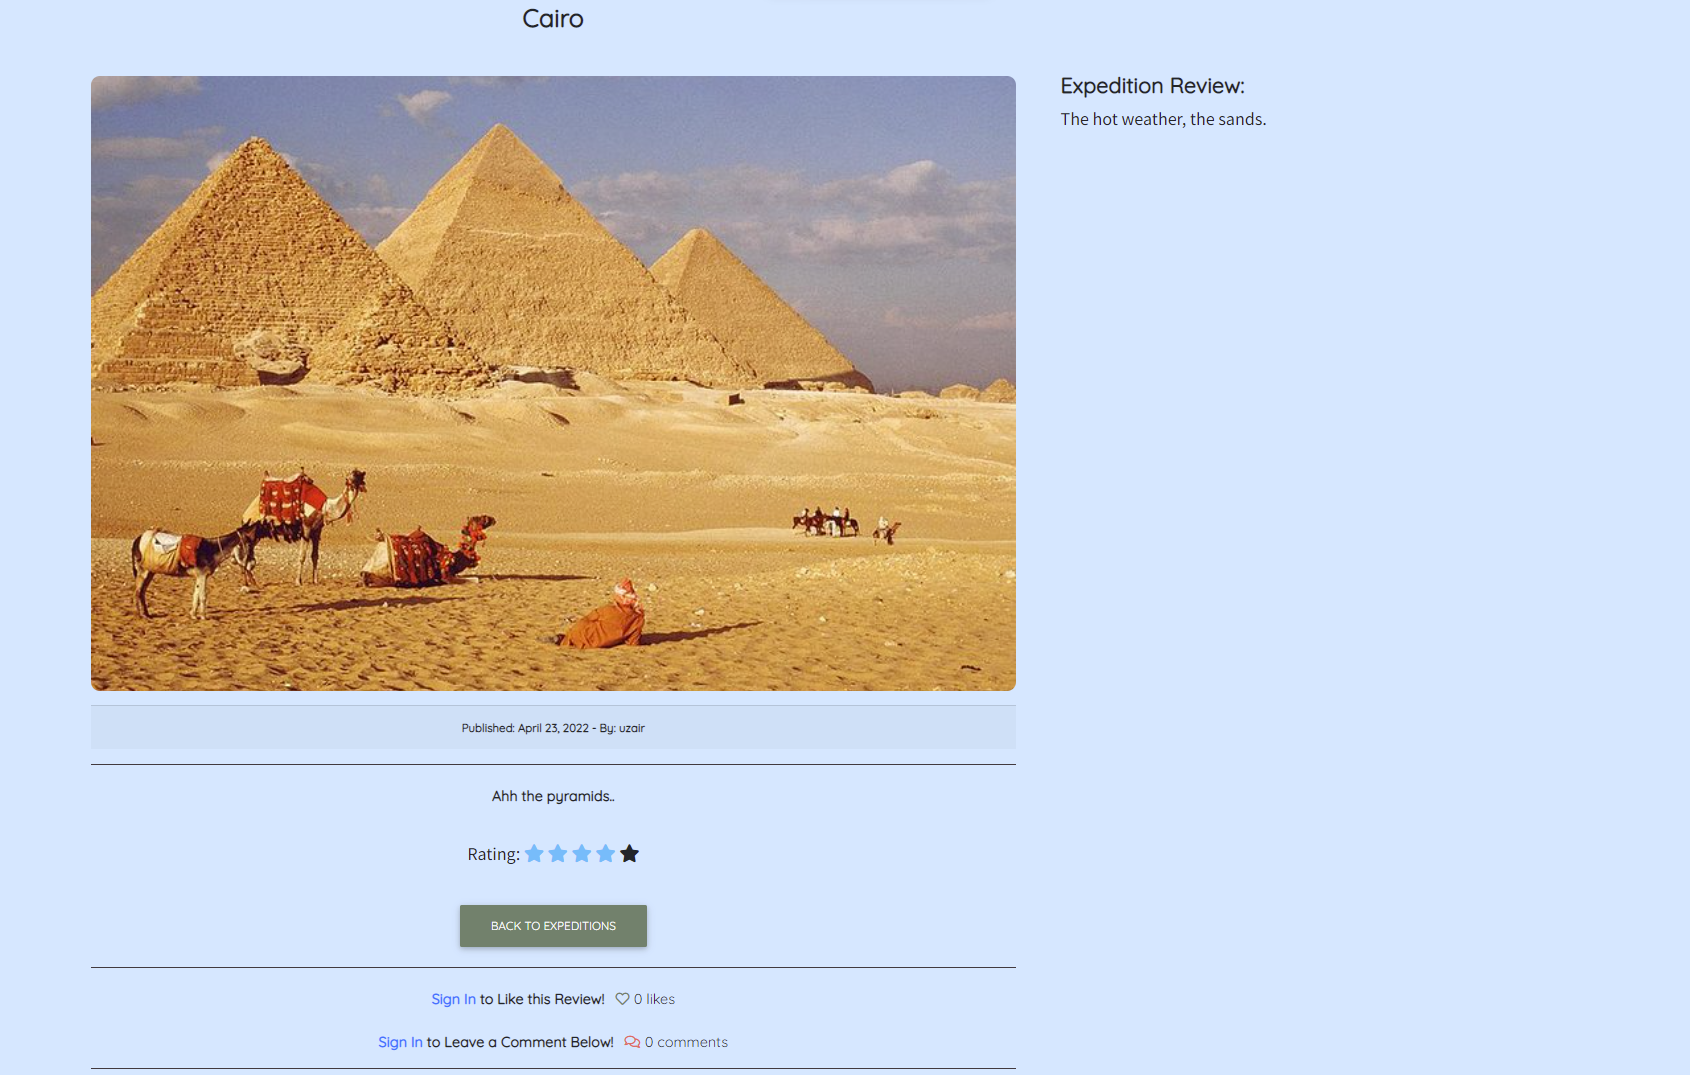 Cairo
Expedition Review:
The hot weather, the sands.
Published: April 23, 2022 - By: uzair
Ahh the pyramids..
Rating:
BACK TO EXPEDITIONS
Sign In to Like this Review! 0 likes
Sign In to Leave a Comment Below! 0 comments